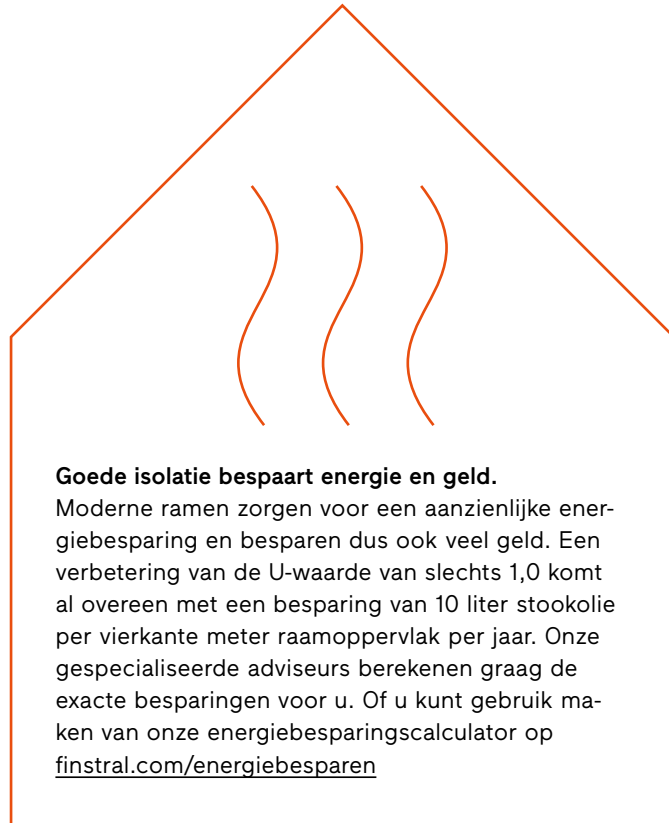 Goede isolatie bespaart energie en geld.
Moderne ramen zorgen voor een aanzienlijke ener-
giebesparing en besparen dus ook veel geld. Een
verbetering van de U-waarde van slechts 1,0 komt
al overeen met een besparing van 10 liter stookolie
per vierkante meter raamoppervlak per jaar. Onze
gespecialiseerde adviseurs berekenen graag de
exacte besparingen voor u. Of u kunt gebruik ma-
ken van onze energiebesparingscalculator op
finstral.com/energiebesparen